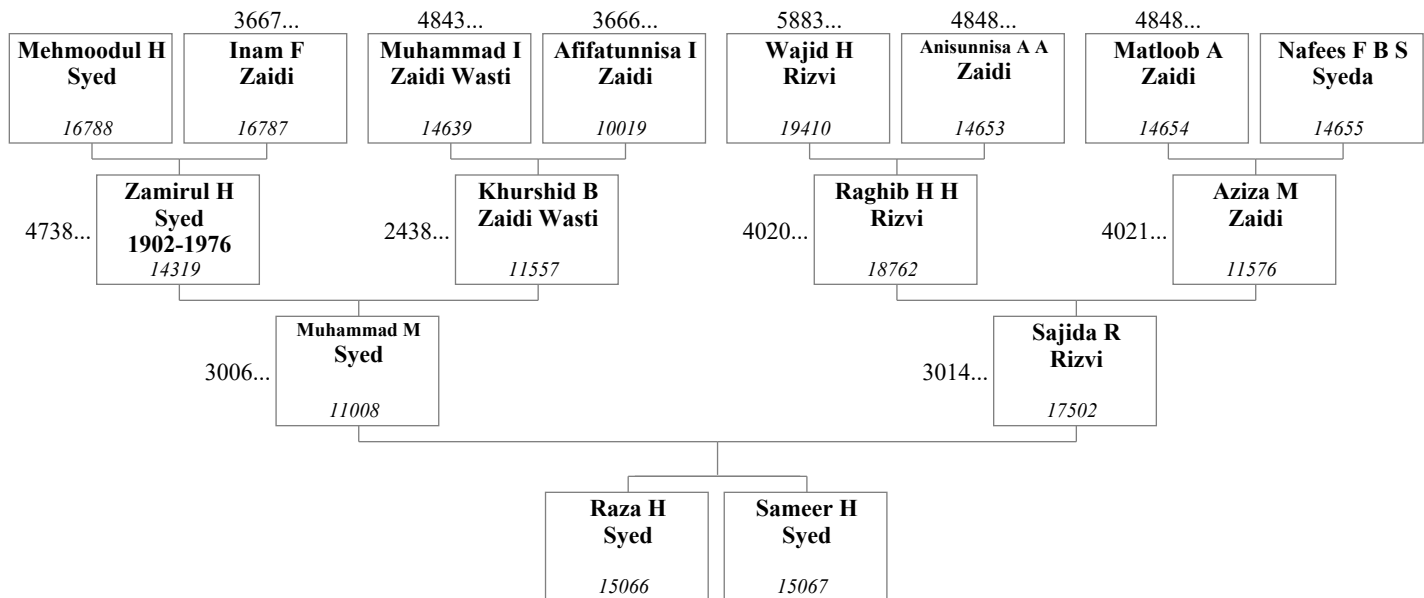 3667...
4843...
3666...
5883...
4848...
4848...
Mehmoodul H
Syed
16788
Inam F
Zaidi
16787
Muhammad I
Zaidi Wasti
14639
Afifatunnisa I
Zaidi
10019
Wajid H
Rizvi
19410
Anisunnisa A A
Zaidi
14653
Matloob A
Zaidi
14654
Nafees F B S
Syeda
14655
4738...
Zamirul H
Syed
1902-1976
14319
2438...
Khurshid B
Zaidi Wasti
11557
4020...
Raghib H H
Rizvi
18762
4021...
Aziza M
Zaidi
11576
3006...
Muhammad M
Syed
11008
3014...
Sajida R
Rizvi
17502
Raza H
Syed
15066
Sameer H
Syed
15067